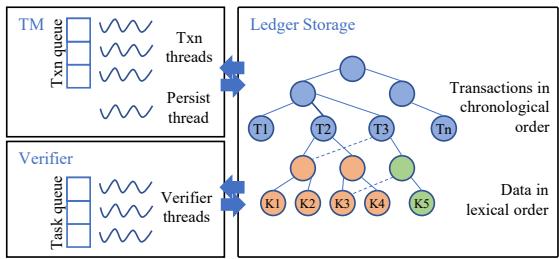 TM
Txn queue
Txn
threads
Persist
thread
Verifier
Task queue
Verifier
threads
Ledger Storage
Transactions in
chronological
order
T1 T2 T3 Tn
K1 K2 K3 K4 K5
Data in
lexical order